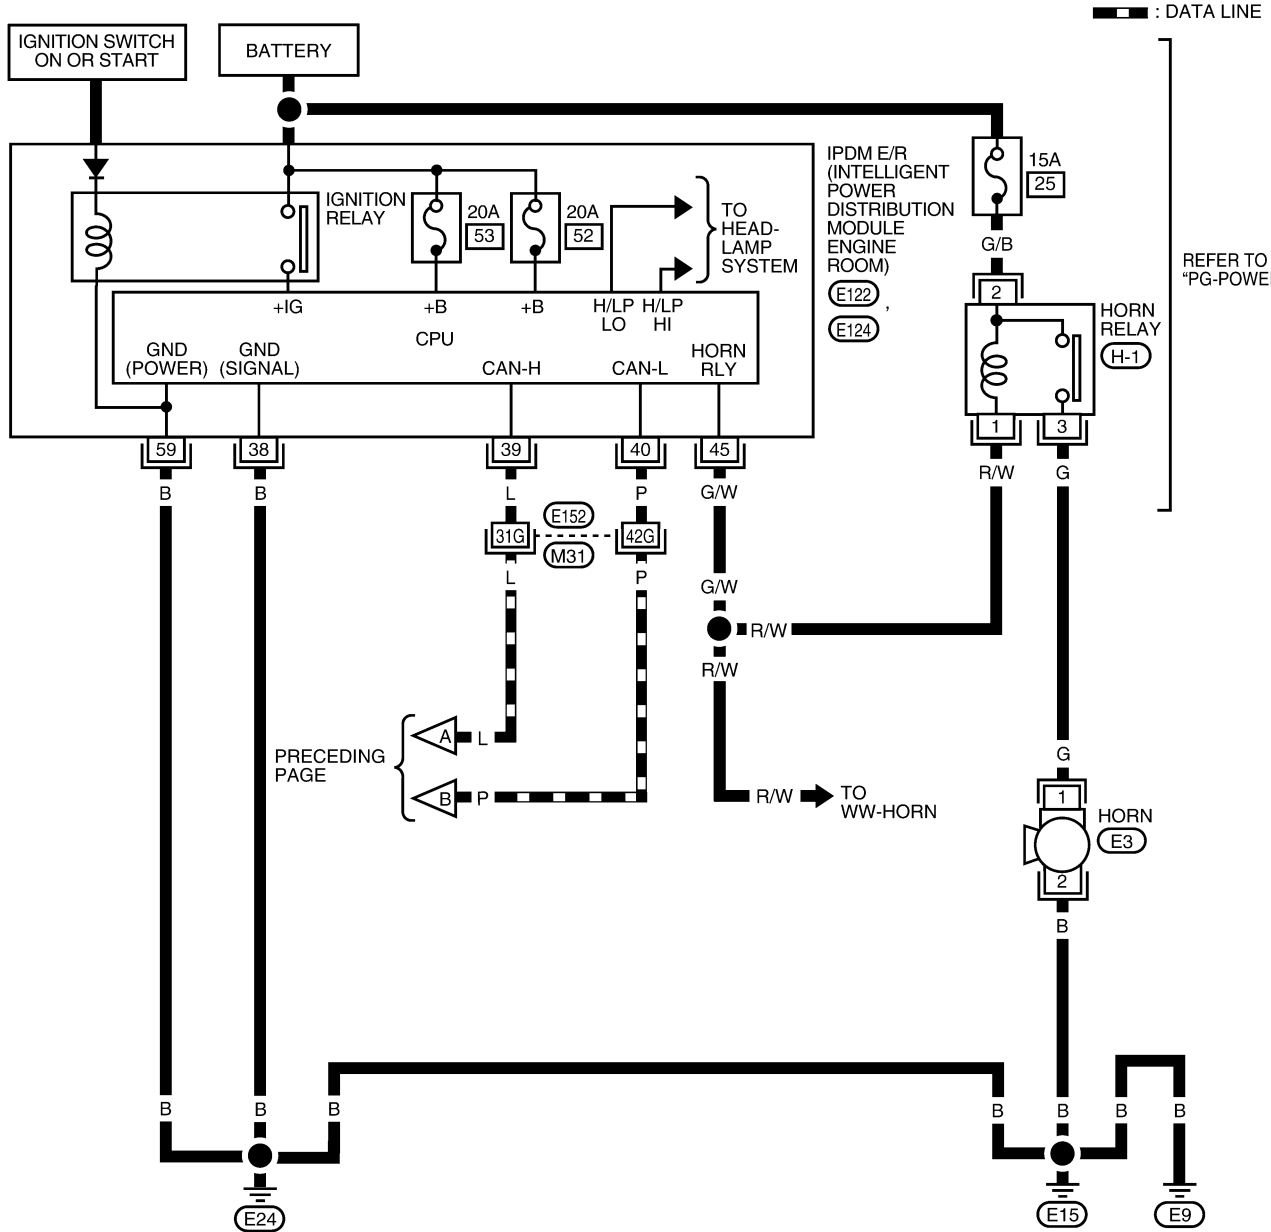 : DATA LINE
IGNITION SWITCH
ON OR START
BATTERY
IPDM E/R
(INTELLIGENT
POWER
DISTRIBUTION
MODULE
ENGINE
ROOM)
E122 ,
E124
15A
25
IGNITION
RELAY
20A
53
20A
52
TO
HEAD-
LAMP
SYSTEM
G/B
REFER TO
“PG-POWE
2
HORN
RELAY
H-1
+IG
+B
+B
H/LP
LO
H/LP
HI
CPU
GND
(POWER)
GND
(SIGNAL)
CAN-H
CAN-L
HORN
RLY
1
3
59
38
39
40
45
R/W
G
B
B
L
P
G/W
E152
31G
42G
M31
L
P
G/W
R/W
R/W
A
L
PRECEDING
PAGE
B
P
R/W
TO
WW-HORN
G
1
HORN
E3
2
B
B
B
B
B
B
B
B
E24
E15
E9